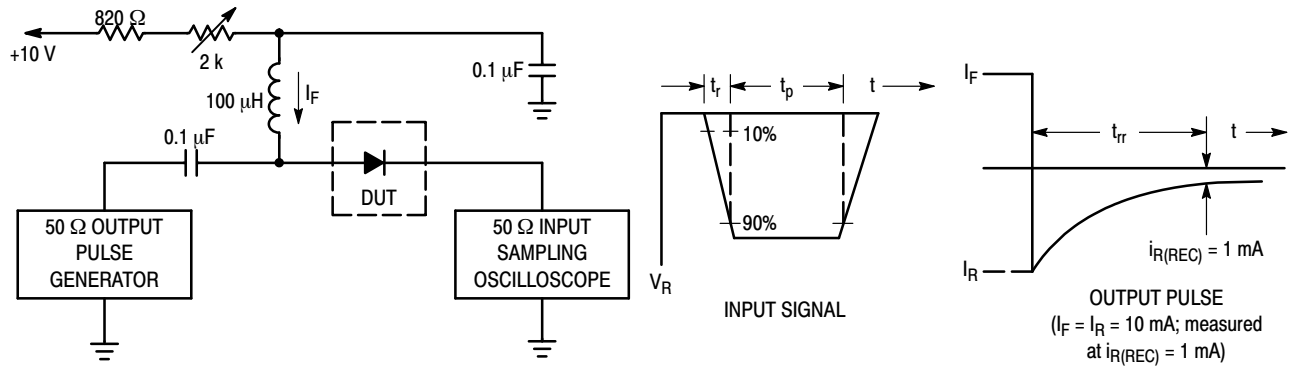 820 Ω
+10 V
2 k
100 μH
I_F
0.1 μF
0.1 μF
DUT
50 Ω OUTPUT
PULSE
GENERATOR
50 Ω INPUT
SAMPLING
OSCILLOSCOPE
t_r
t_p
t
10%
90%
V_R
INPUT SIGNAL
I_F
t_rr
t
I_R
i_R(REC) = 1 mA
OUTPUT PULSE
(I_F = I_R = 10 mA; measured
at i_R(REC) = 1 mA)